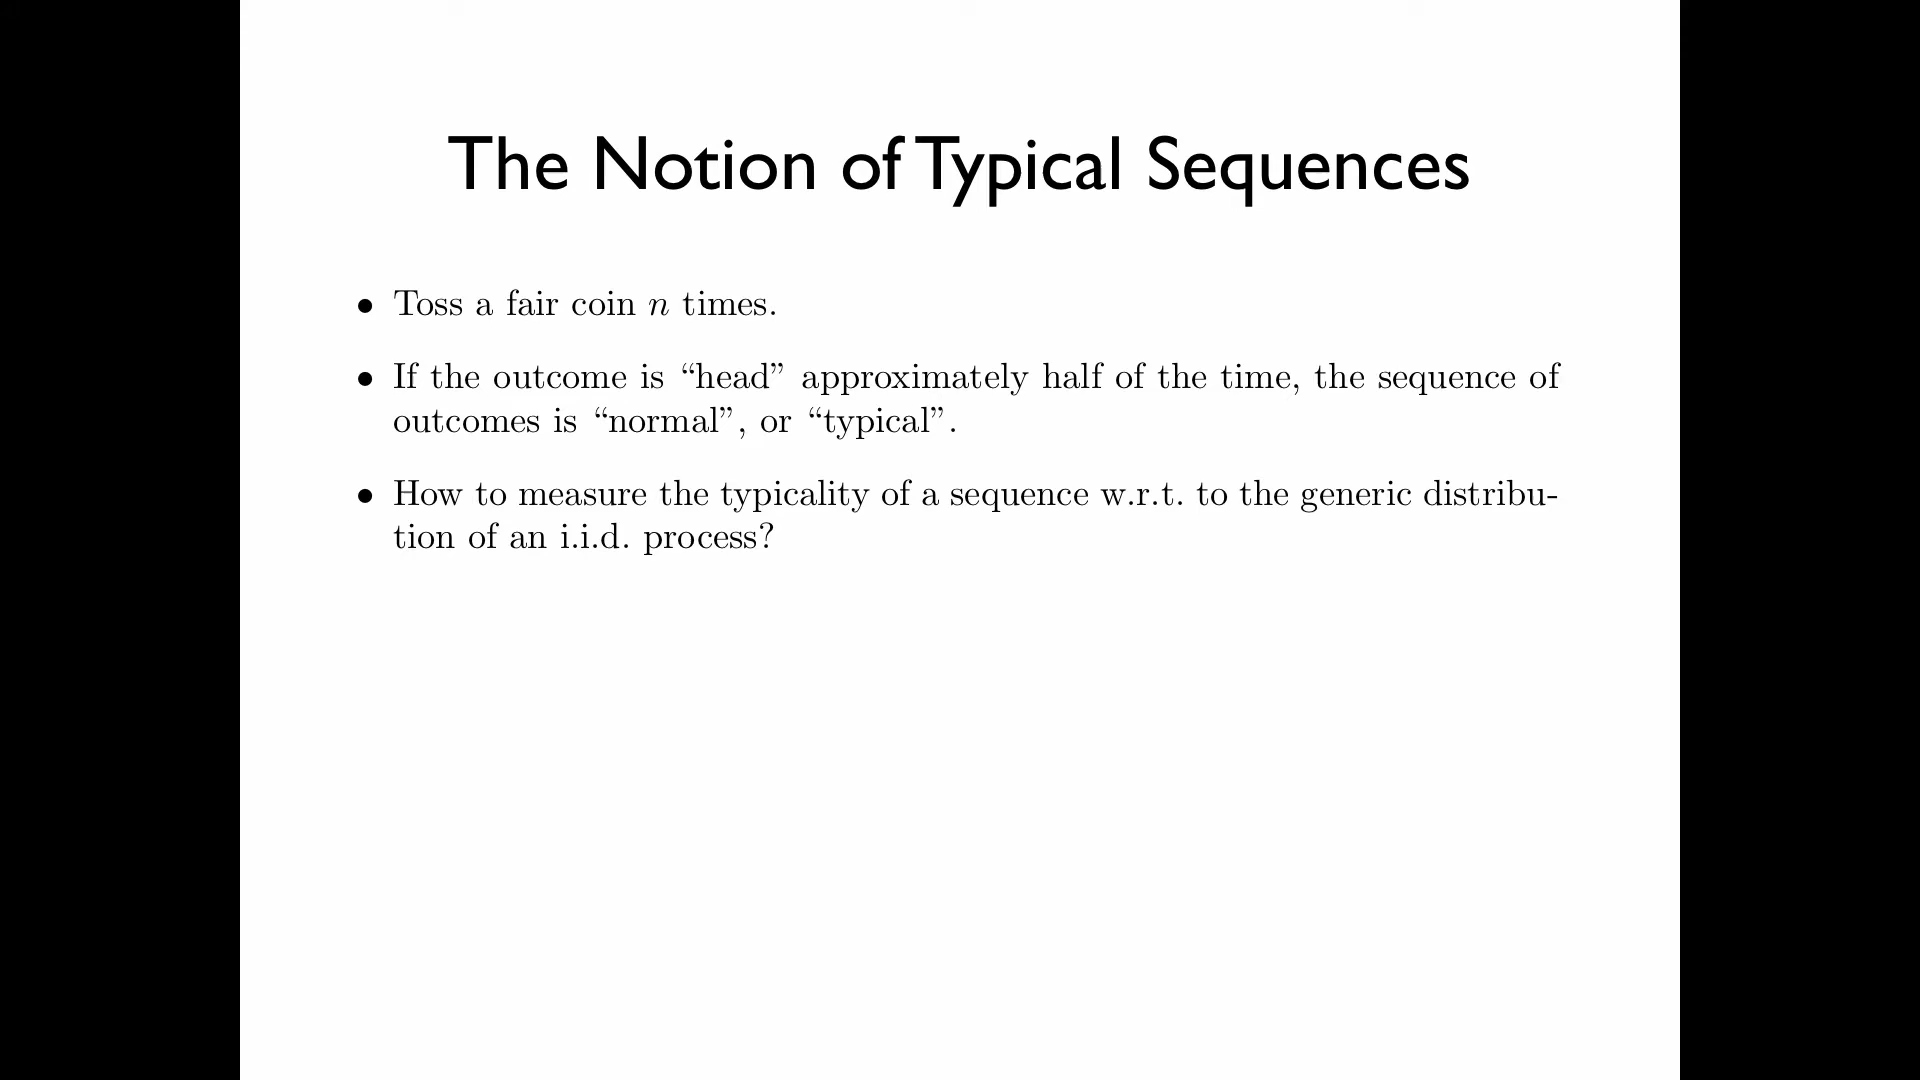 The Notion of Typical Sequences
• Toss a fair coin n times.
• If the outcome is “head” approximately half of the time, the sequence of
outcomes is “normal”, or “typical”.
• How to measure the typicality of a sequence w.r.t. to the generic distribu-
tion of an i.i.d. process?